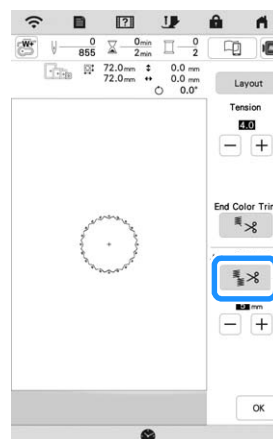 W+ 0 0min 0
855 2min 2
72.0mm 0.0 mm
72.0mm 0.0 mm
0.0°
Layout
Tension
4.0
- +
End Color Trim
mm
- +
OK